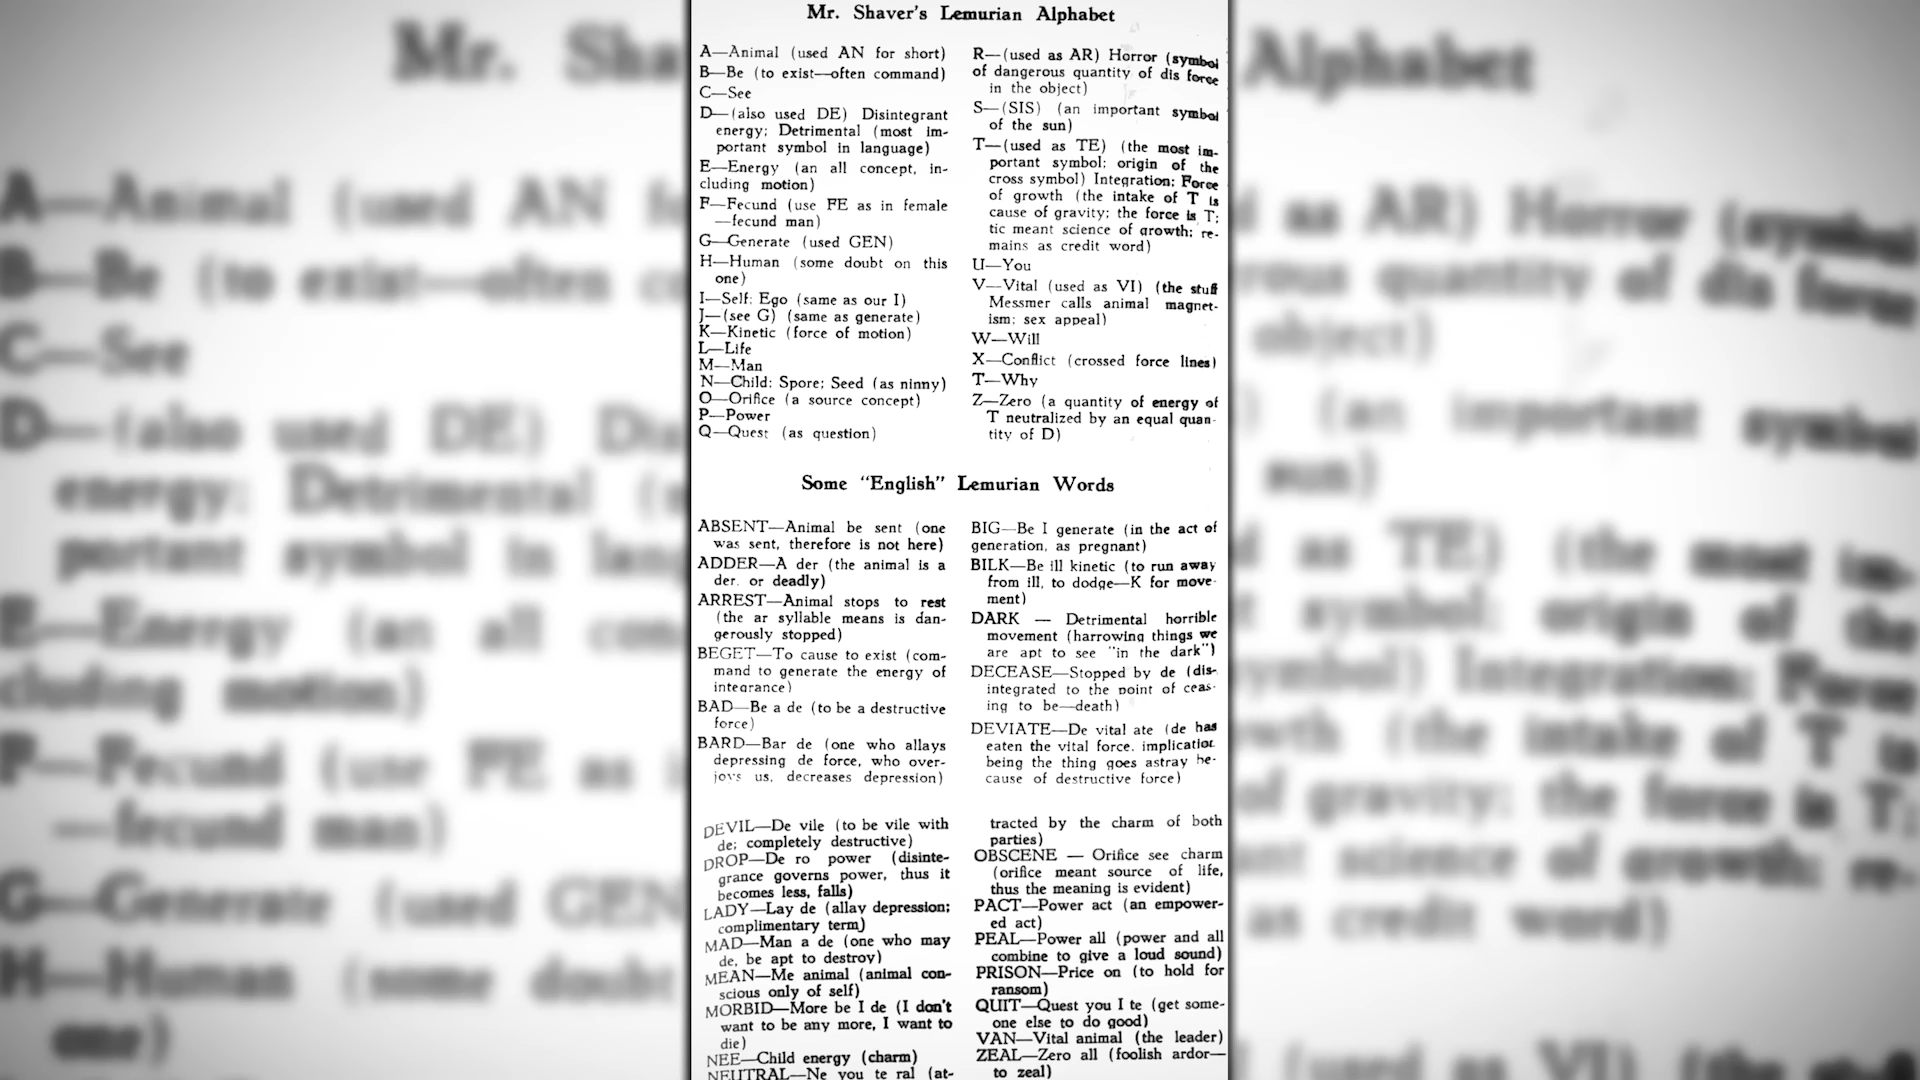 Mr. Shaver's Lemurian Alphabet
A—Animal (used AN for short)
B—Be (to exist—often command)
C—See
D—(also used DE) Disintegrant
energy; Detrimental (most im-
portant symbol in language)
E—Energy (an all concept, in-
cluding motion)
F—Fecund (use FE as in female
—fecund man)
G—Generate (used GEN)
H—Human (some doubt on this
one)
I—Self; Ego (same as our I)
J—(see G) (same as generate)
K—Kinetic (force of motion)
L—Life
M—Man
N—Child; Spore; Seed (as ninny)
O—Orifice (a source concept)
P—Power
Q—Quest (as question)
R—(used as AR) Horror (symbol
of dangerous quantity of dis force
in the object)
S—(SIS) (an important symbol
of the sun)
T—(used as TE) (the most im-
portant symbol; origin of the
cross symbol) Integration; Force
of growth (the intake of T is
cause of gravity; the force is T;
tic meant science of growth; re-
mains as credit word)
U—You
V—Vital (used as VI) (the stuff
Messmer calls animal magnet-
ism; sex appeal)
W—Will
X—Conflict (crossed force lines)
T—Why
Z—Zero (a quantity of energy of
T neutralized by an equal quan-
tity of D)
Some "English" Lemurian Words
ABSENT—Animal be sent (one
was sent, therefore is not here)
ADDER—A der (the animal is a
der. or deadly)
ARREST—Animal stops to rest
(the ar syllable means is dan-
gerously stopped)
BEGET—To cause to exist (com-
mand to generate the energy of
integrance)
BAD—Be a de (to be a destructive
force)
BARD—Bar de (one who allays
depressing de force, who over-
joys us, decreases depression)
BIG—Be I generate (in the act of
generation, as pregnant)
BILK—Be ill kinetic (to run away
from ill, to dodge—K for move-
ment)
DARK — Detrimental horrible
movement (harrowing things we
are apt to see "in the dark")
DECEASE—Stopped by de (dis-
integrated to the point of ceas-
ing to be—death)
DEVIATE—De vital ate (de has
eaten the vital force. implication
being the thing goes astray be-
cause of destructive force)
DEVIL—De vile (to be vile with
de; completely destructive)
DROP—De ro power (disinte-
grance governs power, thus it
becomes less, falls)
LADY—Lay de (allay depression;
complimentary term)
MAD—Man a de (one who may
de, be apt to destroy)
MEAN—Me animal (animal con-
scious only of self)
MORBID—More be I de (I don't
want to be any more, I want to
die)
NEE—Child energy (charm)
NEUTRAL—Ne you te ral (at-
tracted by the charm of both
parties)
OBSCENE — Orifice see charm
(orifice meant source of life,
thus the meaning is evident)
PACT—Power act (an empower-
ed act)
PEAL—Power all (power and all
combine to give a loud sound)
PRISON—Price on (to hold for
ransom)
QUIT—Quest you I te (get some-
one else to do good)
VAN—Vital animal (the leader)
ZEAL—Zero all (foolish ardor—
to zeal)